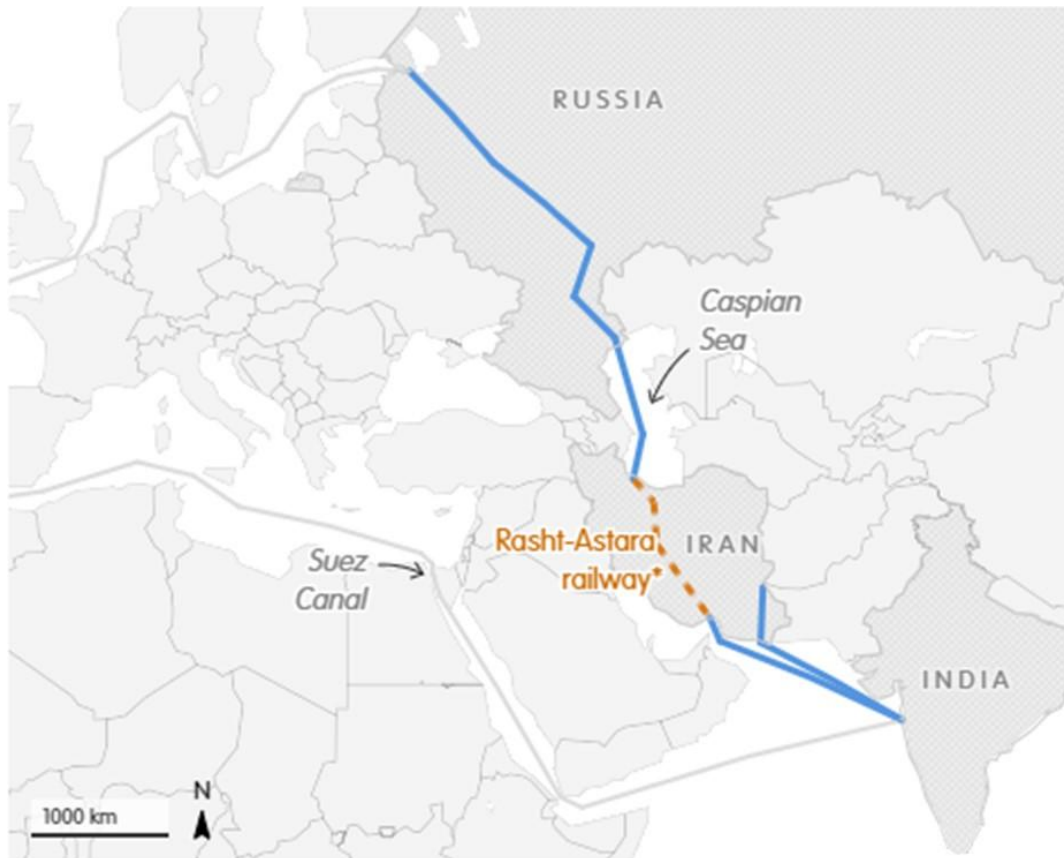 RUSSIA
Caspian
Sea
Rasht-Astara
railway*
IRAN
Suez
Canal
INDIA
N
1000 km